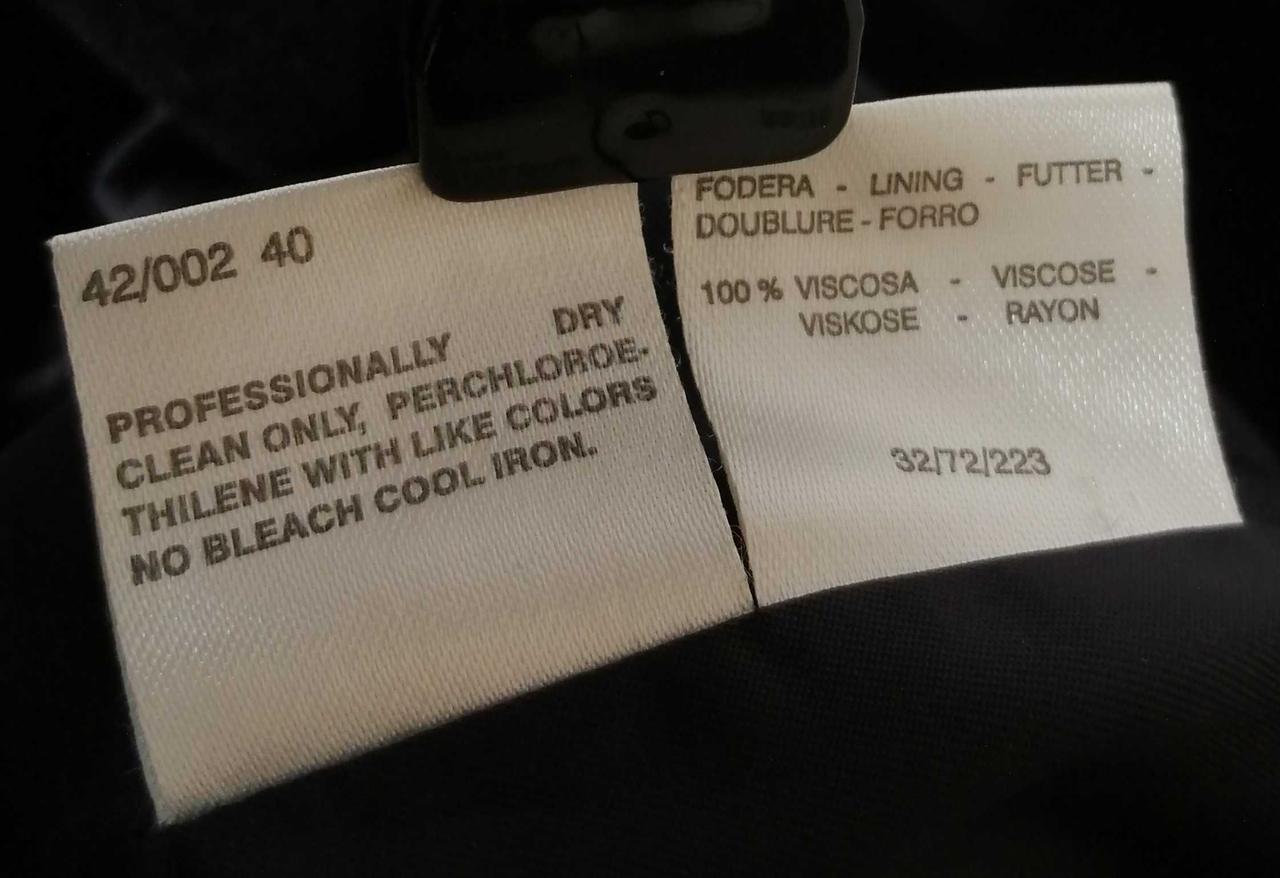 42/002 40
PROFESSIONALLY DRY
CLEAN ONLY, PERCHLOROE-
THILENE WITH LIKE COLORS
NO BLEACH COOL IRON.
FODERA - LINING - FUTTER -
DOUBLURE - FORRO
100 % VISCOSA - VISCOSE -
VISKOSE - RAYON
32/72/223